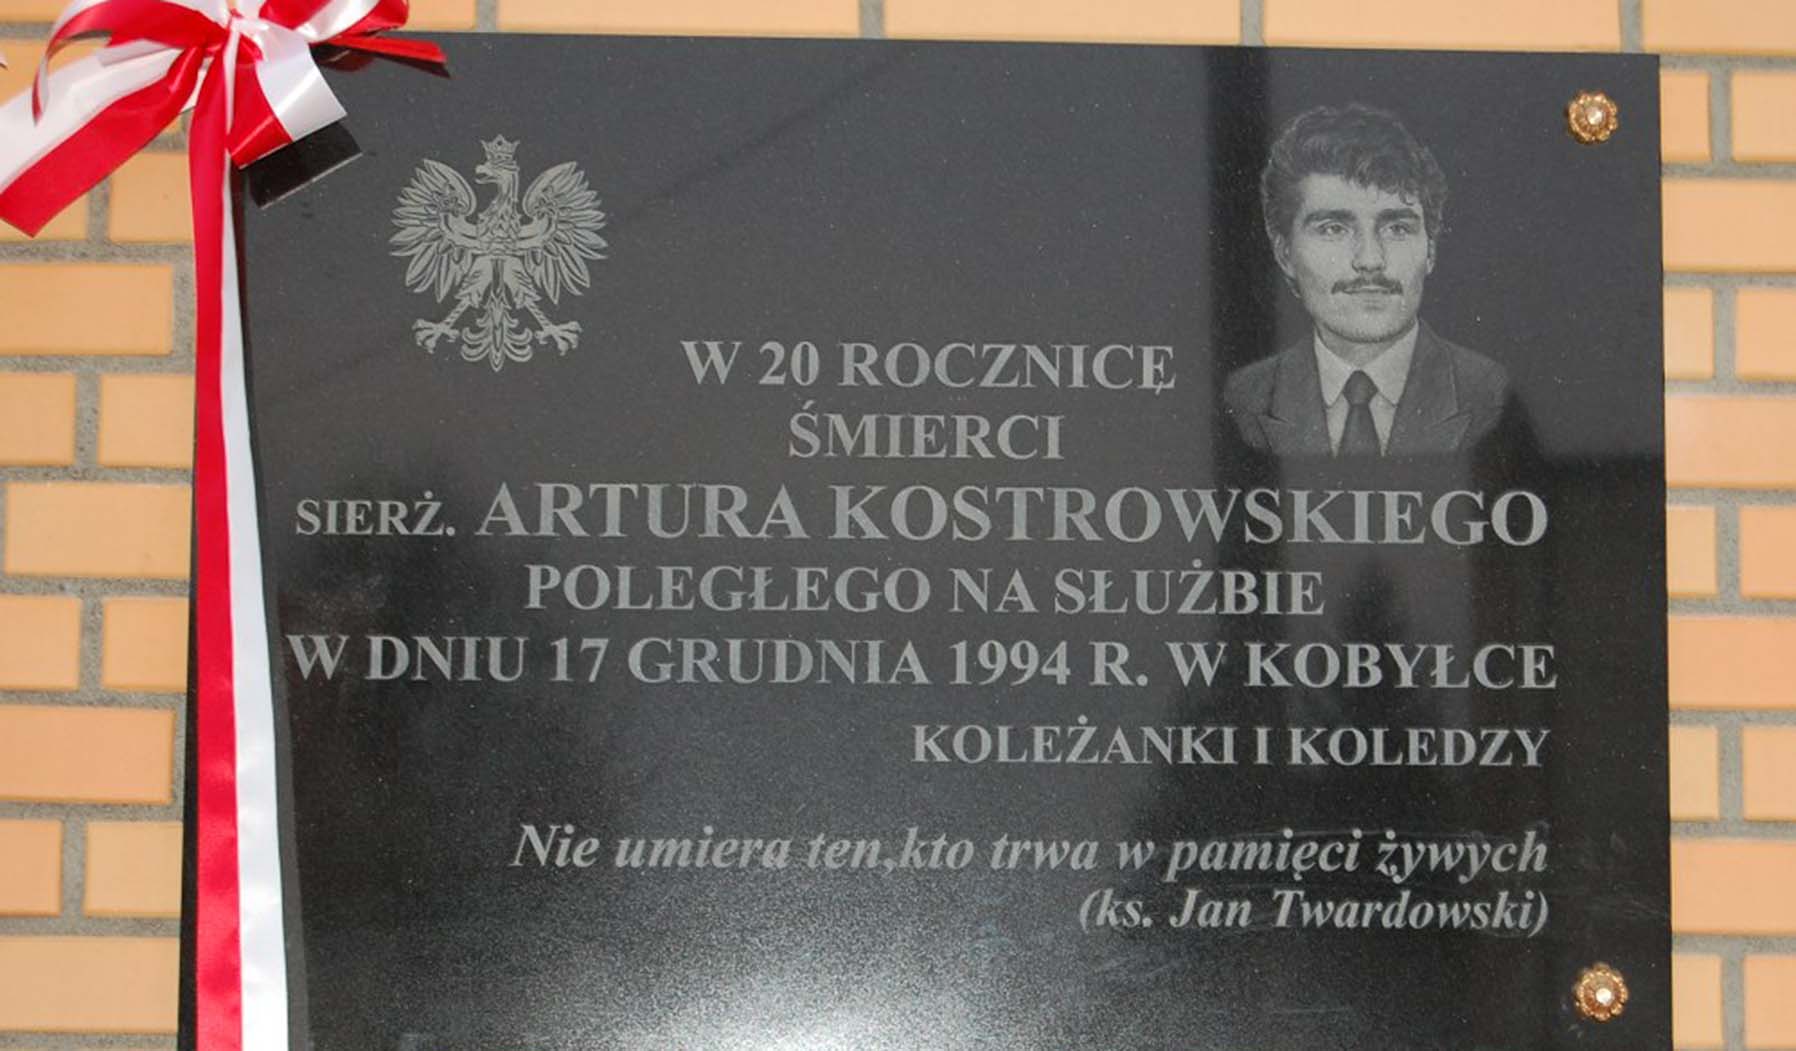 W 20 ROCZNICĘ
ŚMIERCI
SIERŻ. ARTURA KOSTROWSKIEGO
POLEGŁEGO NA SŁUŻBIE
W DNIU 17 GRUDNIA 1994 R. W KOBYŁCE
KOLEŻANKI I KOLEDZY
Nie umiera ten,kto trwa w pamięci żywych
(ks. Jan Twardowski)